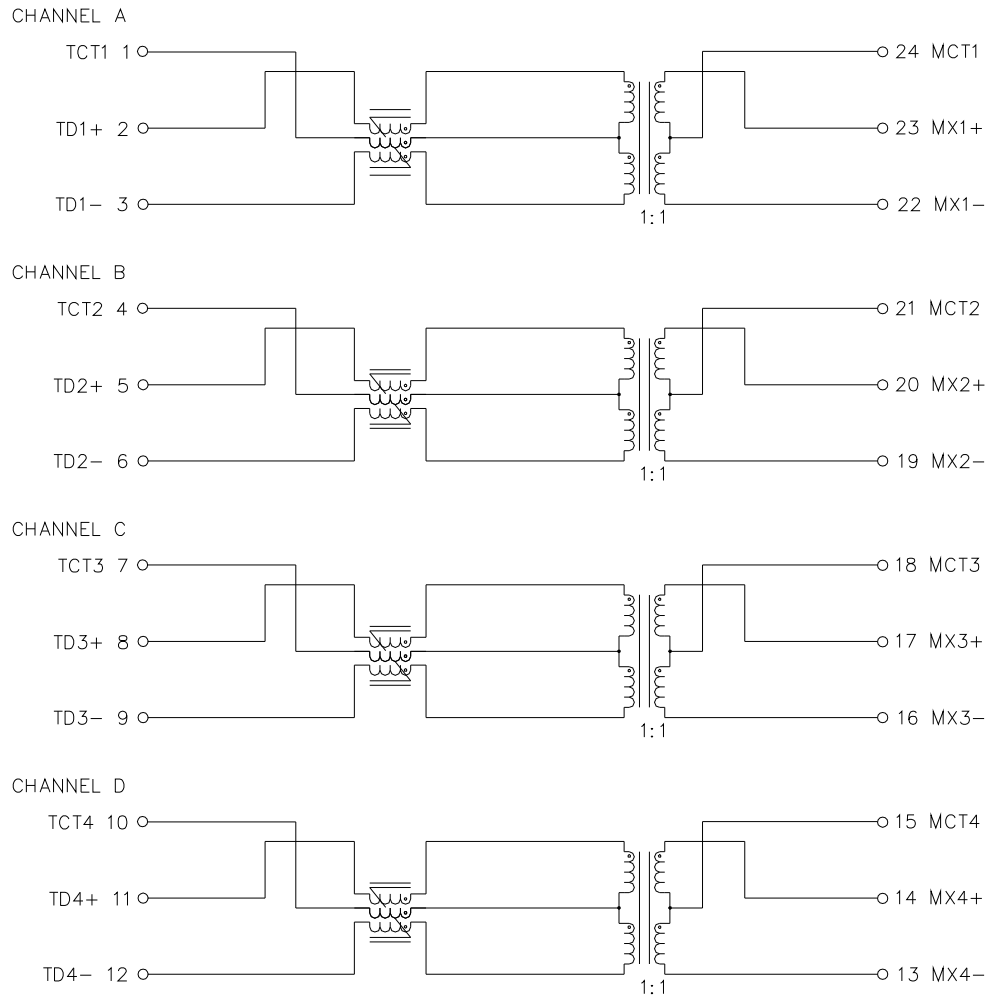 CHANNEL A
TCT1 1 24 MCT1
TD1+ 2 23 MX1+
TD1- 3 22 MX1-
1:1
CHANNEL B
TCT2 4 21 MCT2
TD2+ 5 20 MX2+
TD2- 6 19 MX2-
1:1
CHANNEL C
TCT3 7 18 MCT3
TD3+ 8 17 MX3+
TD3- 9 16 MX3-
1:1
CHANNEL D
TCT4 10 15 MCT4
TD4+ 11 14 MX4+
TD4- 12 13 MX4-
1:1